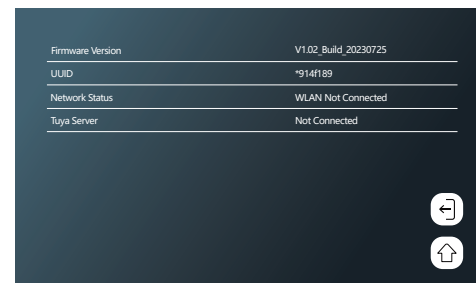 Firmware Version V1.02_Build_20230725
UUID *914f189
Network Status WLAN Not Connected
Tuya Server Not Connected